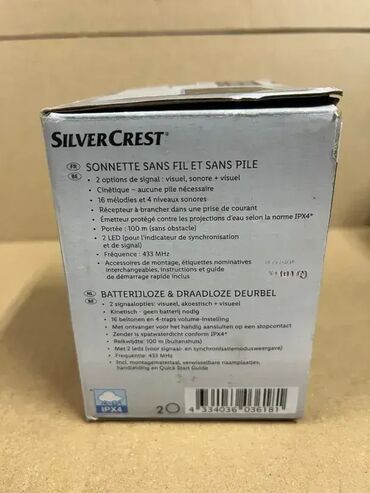 SILVERCREST®
FR SONNETTE SANS FIL ET SANS PILE
BE • 2 options de signal : visuel, sonore + visuel
• Cinétique – aucune pile nécessaire
• 16 mélodies et 4 niveaux sonores
• Récepteur à brancher dans une prise de courant
• Émetteur protégé contre les projections d'eau selon la norme IPX4*
• Portée : 100 m (sans obstacle)
• 2 LED (pour l'indicateur de synchronisation
et de signal)
• Fréquence : 433 MHz
• Accessoires de montage, étiquettes nominatives
interchangeables, instructions et guide
de démarrage rapide inclus
NL BATTERIJLOZE & DRAADLOZE DEURBEL
BE • 2 signaalopties: visueel, akoestisch + visueel
• Kinetisch - geen batterij nodig
• 16 beltonen en 4-traps volume-instelling
• Met ontvanger voor het handig aansluiten op een stopcontact
• Zender is spatwaterdicht conform IPX4*
• Reikwijdte: 100 m (buitenshuis)
• Met 2 leds (voor signaal- en synchronisatiemodusweergave)
• Frequentie: 433 MHz
• Incl. montagemateriaal, verwisselbare naamplaatjes,
handleiding en Quick Start Guide
IPX4
2
4 334036 036181